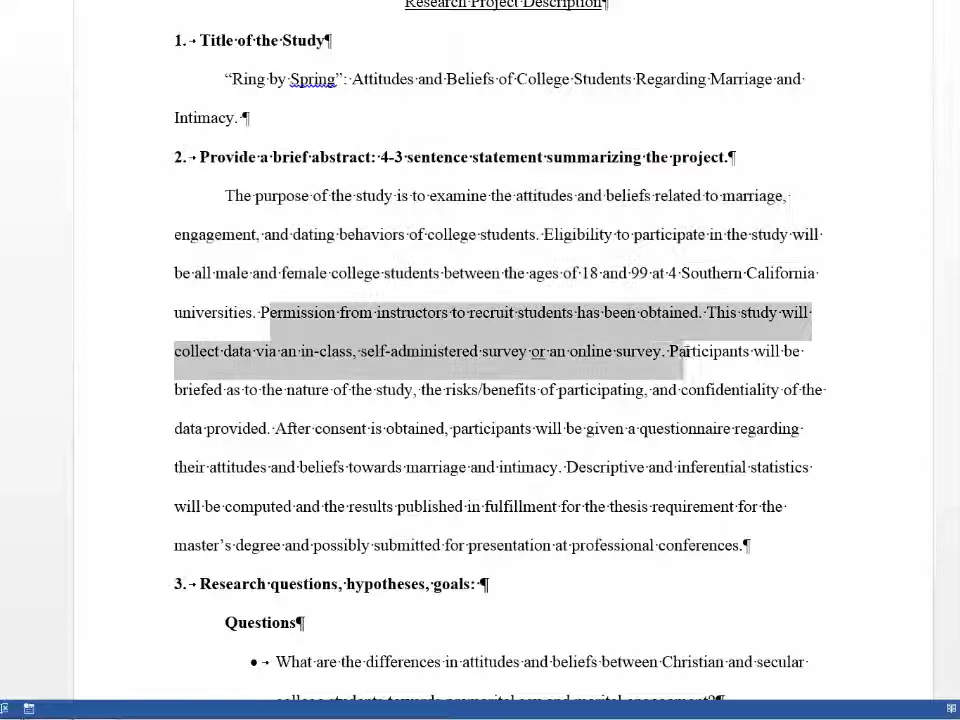 Research Project Description¶
1. → Title of the Study¶
“Ring by Spring”: Attitudes and Beliefs of College Students Regarding Marriage and
Intimacy. ¶
2. → Provide a brief abstract: 4-3 sentence statement summarizing the project.¶
The purpose of the study is to examine the attitudes and beliefs related to marriage,
engagement, and dating behaviors of college students. Eligibility to participate in the study will
be all male and female college students between the ages of 18 and 99 at 4 Southern California
universities. Permission from instructors to recruit students has been obtained. This study will
collect data via an in-class, self-administered survey or an online survey. Participants will be
briefed as to the nature of the study, the risks/benefits of participating, and confidentiality of the
data provided. After consent is obtained, participants will be given a questionnaire regarding
their attitudes and beliefs towards marriage and intimacy. Descriptive and inferential statistics
will be computed and the results published in fulfillment for the thesis requirement for the
master’s degree and possibly submitted for presentation at professional conferences.¶
3. → Research questions, hypotheses, goals: ¶
Questions¶
● → What are the differences in attitudes and beliefs between Christian and secular
college students towards premarital sex and marital engagement?¶